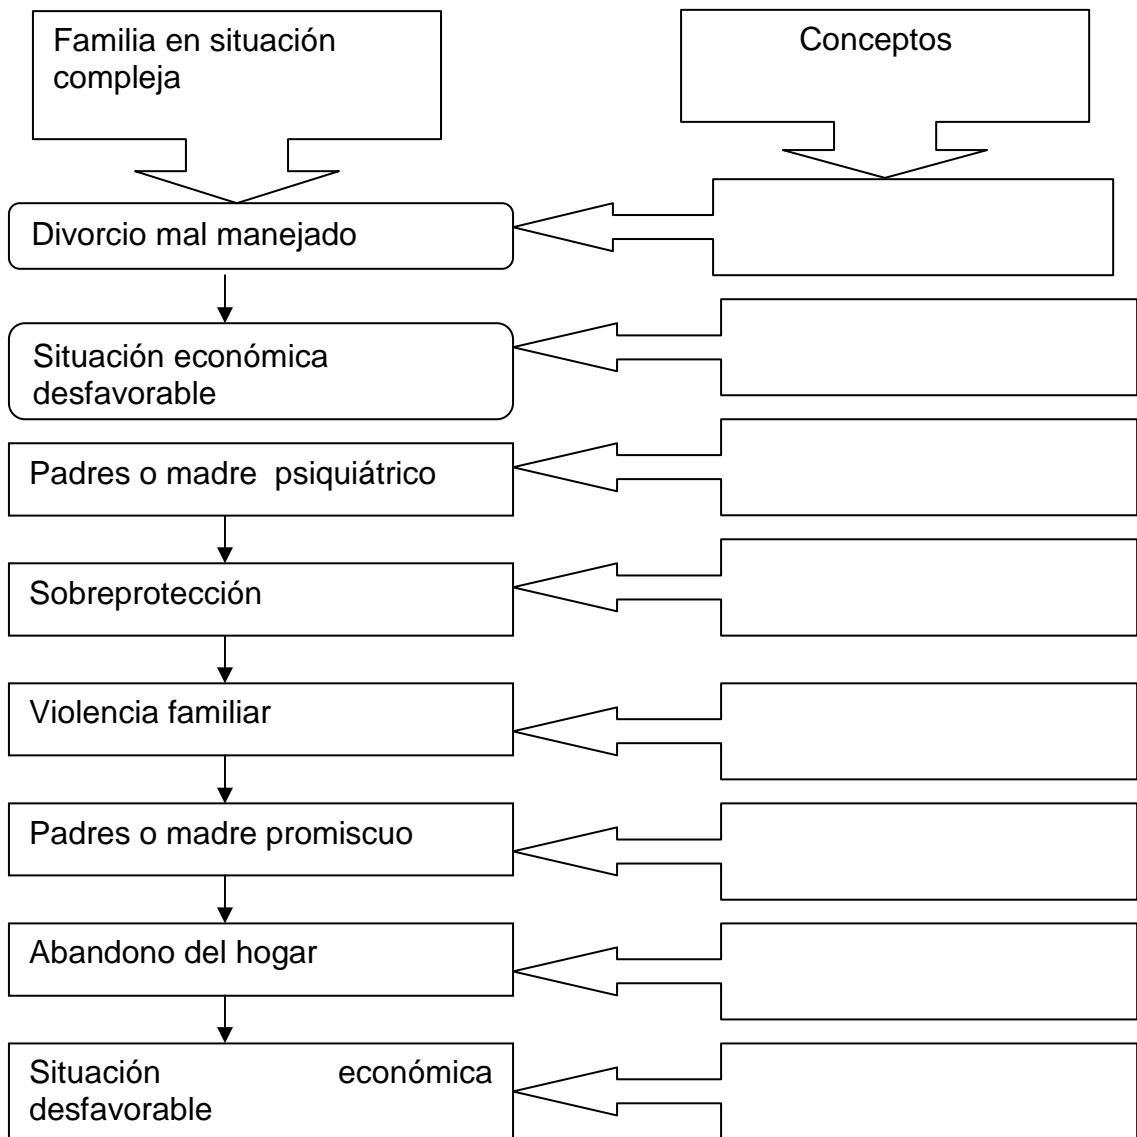 Familia en situación
compleja
Conceptos
Divorcio mal manejado
Situación económica
desfavorable
Padres o madre  psiquiátrico
Sobreprotección
Violencia familiar
Padres o madre promiscuo
Abandono del hogar
Situación económica
desfavorable